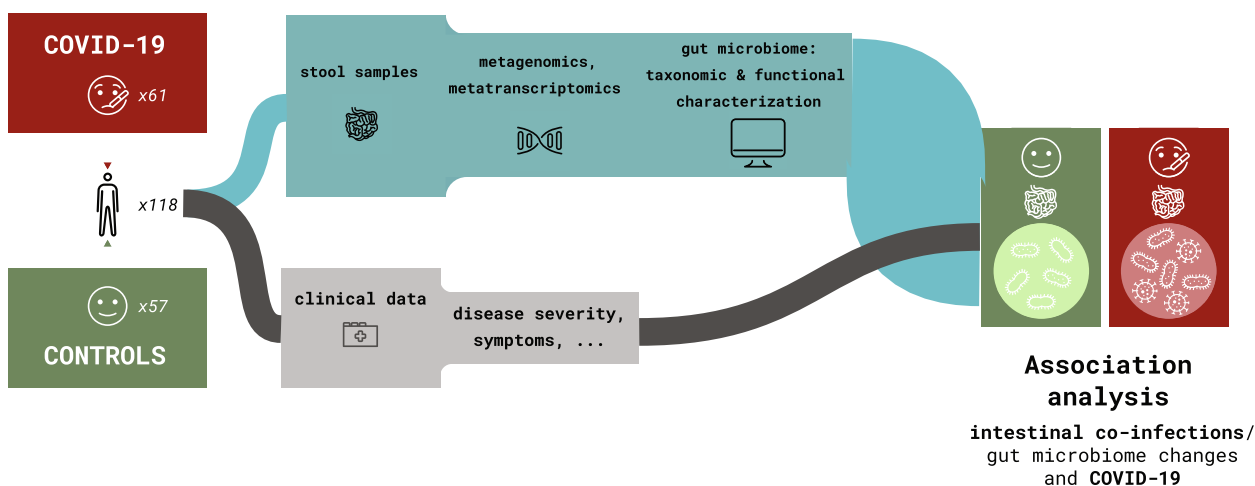 COVID-19
x61
x118
x57
CONTROLS
stool samples
metagenomics,
metatranscriptomics
gut microbiome:
taxonomic & functional
characterization
clinical data
disease severity,
symptoms, ...
Association
analysis
intestinal co-infections/
gut microbiome changes
and COVID-19